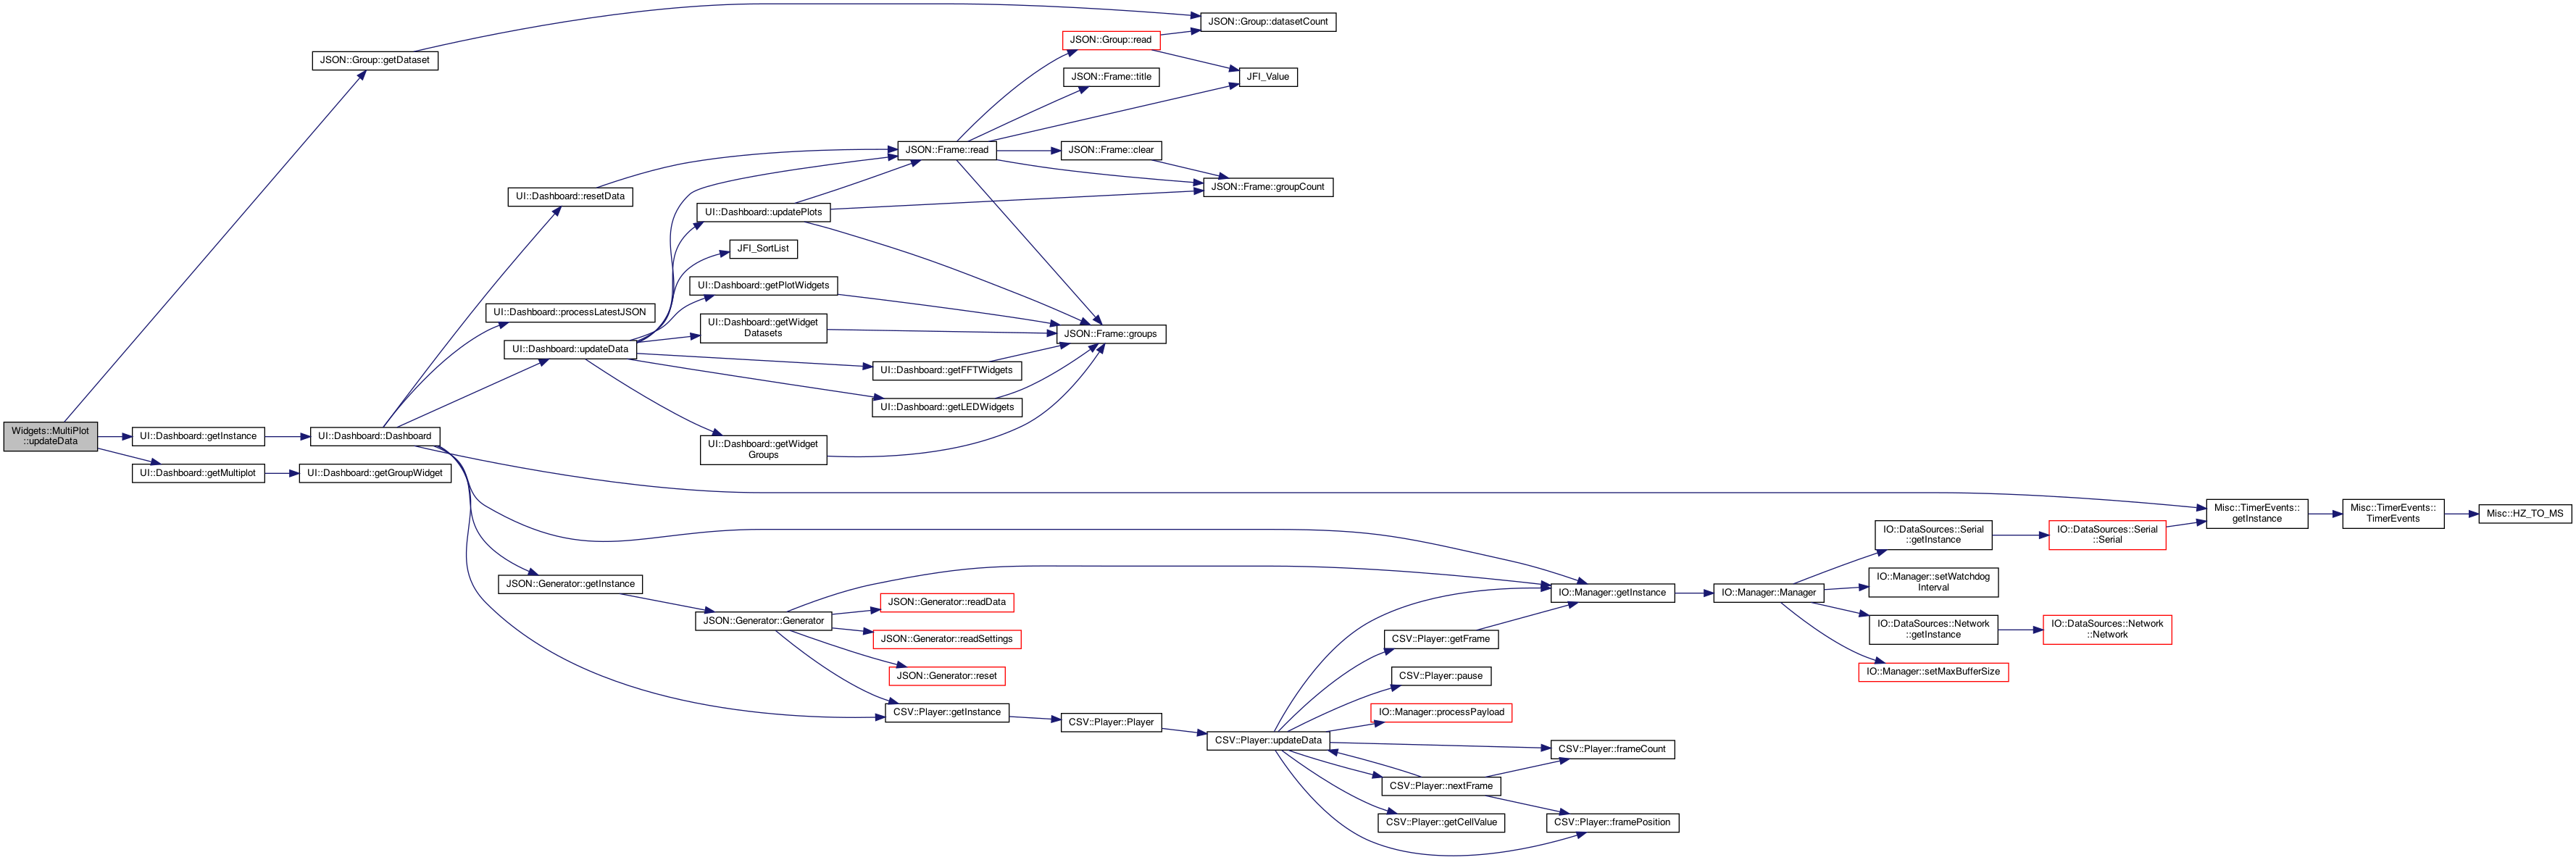 JSON::Group::datasetCount
JSON::Group::read
JSON::Group::getDataset
JSON::Frame::title
JFI_Value
JSON::Frame::read
JSON::Frame::clear
JSON::Frame::groupCount
UI::Dashboard::resetData
UI::Dashboard::updatePlots
JFI_SortList
UI::Dashboard::getPlotWidgets
UI::Dashboard::processLatestJSON
UI::Dashboard::getWidget
Datasets
JSON::Frame::groups
UI::Dashboard::updateData
UI::Dashboard::getFFTWidgets
UI::Dashboard::getLEDWidgets
Widgets::MultiPlot
::updateData
UI::Dashboard::getInstance
UI::Dashboard::Dashboard
UI::Dashboard::getWidget
Groups
UI::Dashboard::getMultiplot
UI::Dashboard::getGroupWidget
Misc::TimerEvents::
getInstance
Misc::TimerEvents::
TimerEvents
Misc::HZ_TO_MS
IO::DataSources::Serial
::getInstance
IO::DataSources::Serial
::Serial
JSON::Generator::getInstance
IO::Manager::setWatchdog
Interval
IO::Manager::getInstance
IO::Manager::Manager
JSON::Generator::readData
JSON::Generator::Generator
IO::DataSources::Network
::getInstance
IO::DataSources::Network
::Network
JSON::Generator::readSettings
CSV::Player::getFrame
JSON::Generator::reset
CSV::Player::pause
IO::Manager::setMaxBufferSize
CSV::Player::getInstance
CSV::Player::Player
IO::Manager::processPayload
CSV::Player::updateData
CSV::Player::frameCount
CSV::Player::nextFrame
CSV::Player::getCellValue
CSV::Player::framePosition